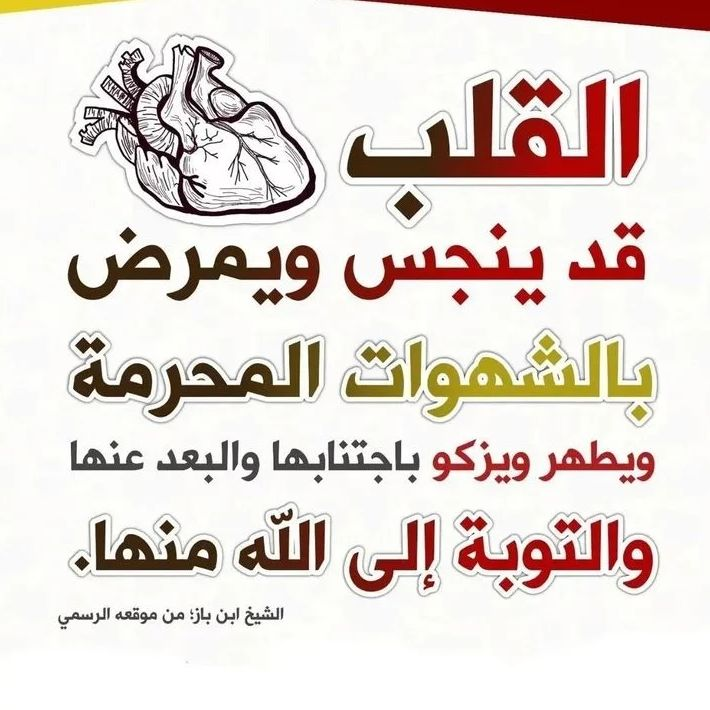 القلب
قد ينجس ويمرض
بالشهوات المحرمة
ويطهر ويزكو باجتنابها والبعد عنها
والتوبة إلى الله منها.
الشيخ ابن باز؛ من موقعه الرسمي